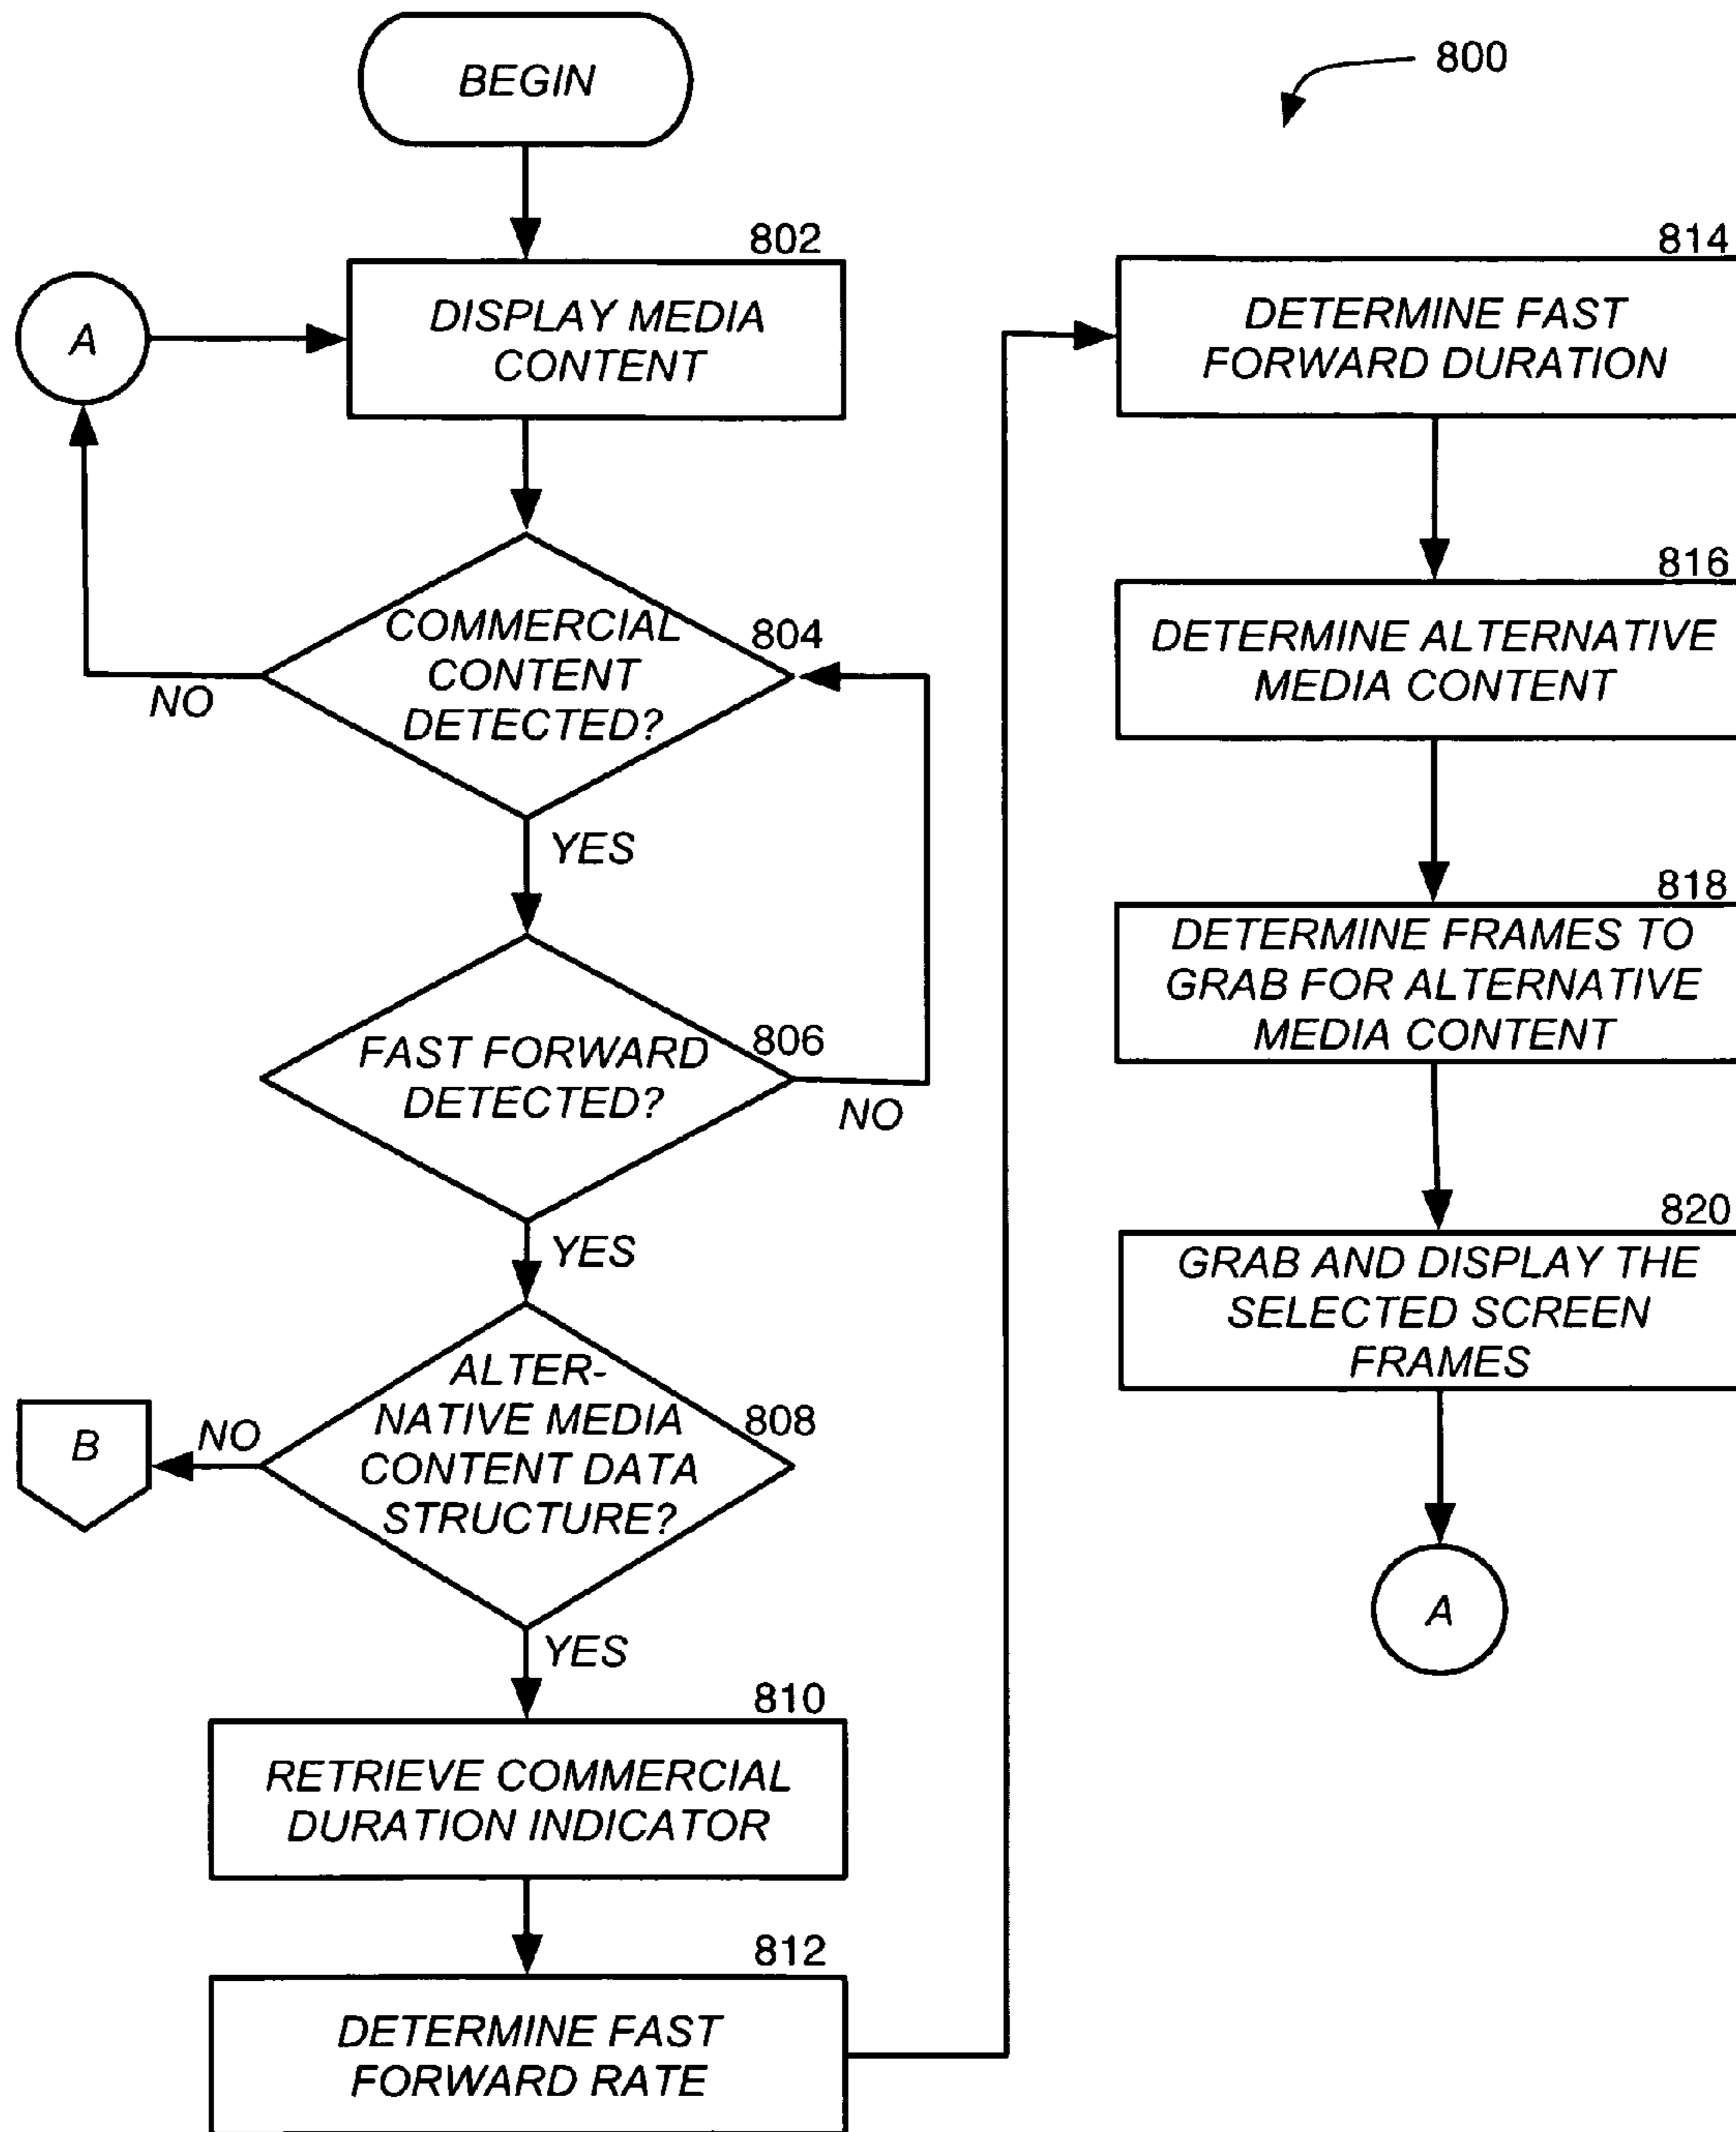 BEGIN
800
802
DISPLAY MEDIA
CONTENT
A
804
COMMERCIAL
CONTENT
DETECTED?
NO
YES
806
FAST FORWARD
DETECTED?
NO
YES
808
ALTER-
NATIVE MEDIA
CONTENT DATA
STRUCTURE?
NO
B
YES
810
RETRIEVE COMMERCIAL
DURATION INDICATOR
812
DETERMINE FAST
FORWARD RATE
814
DETERMINE FAST
FORWARD DURATION
816
DETERMINE ALTERNATIVE
MEDIA CONTENT
818
DETERMINE FRAMES TO
GRAB FOR ALTERNATIVE
MEDIA CONTENT
820
GRAB AND DISPLAY THE
SELECTED SCREEN
FRAMES
A